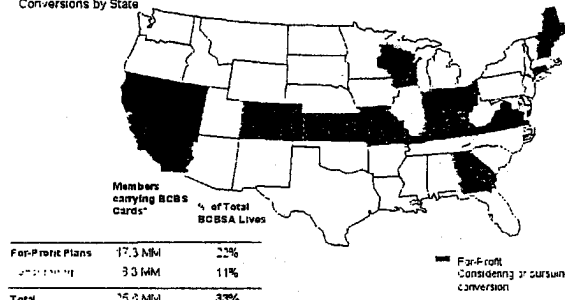 Conversions by State
Members
carrying BCBS
Cards*
% of Total
BCBSA Lives
For-Profit Plans 17.3 MM 22%
8.3 MM 11%
Total 33%
For-Profit
Considering or pursuing
conversion